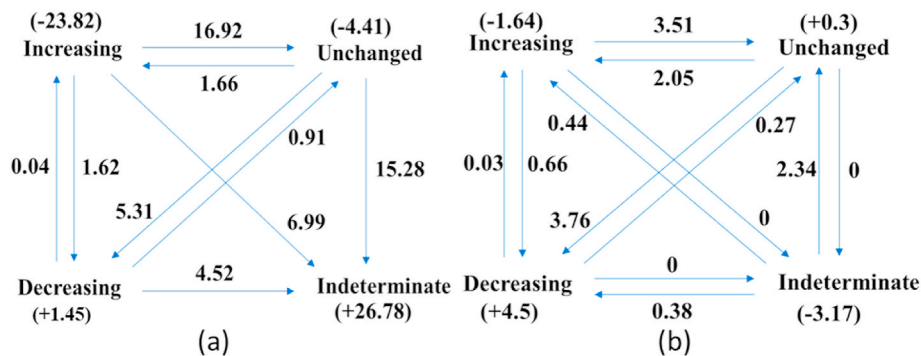 (-23.82)
Increasing
16.92
1.66
(-4.41)
Unchanged
0.04
1.62
0.91
15.28
5.31
6.99
Decreasing
(+1.45)
4.52
Indeterminate
(+26.78)
(a)
(-1.64)
Increasing
3.51
2.05
(+0.3)
Unchanged
0.44
0.27
0.03
0.66
2.34
0
3.76
0
Decreasing
(+4.5)
0
0.38
Indeterminate
(-3.17)
(b)